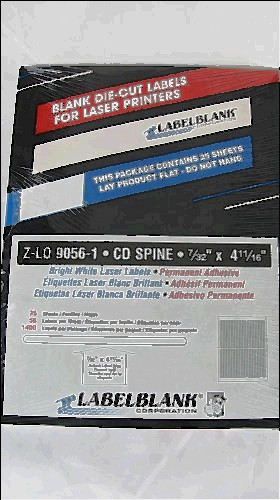 BLANK DIE-CUT LABELS
FOR LASER PRINTERS
LABELBLANK
THIS PACKAGE CONTAINS 25 SHEETS
LAY PRODUCT FLAT - DO NOT HANG
Z-LO 9056-1 • CD SPINE • 7/32" x 4 11/16"
Bright White Laser Labels • Permanent Adhesive
Etiquettes Laser Blanc Brillant • Adhésif Permanent
Etiquetas Láser Blanca Brillante • Adhesivo Permanente
LABELBLANK
CORPORATION